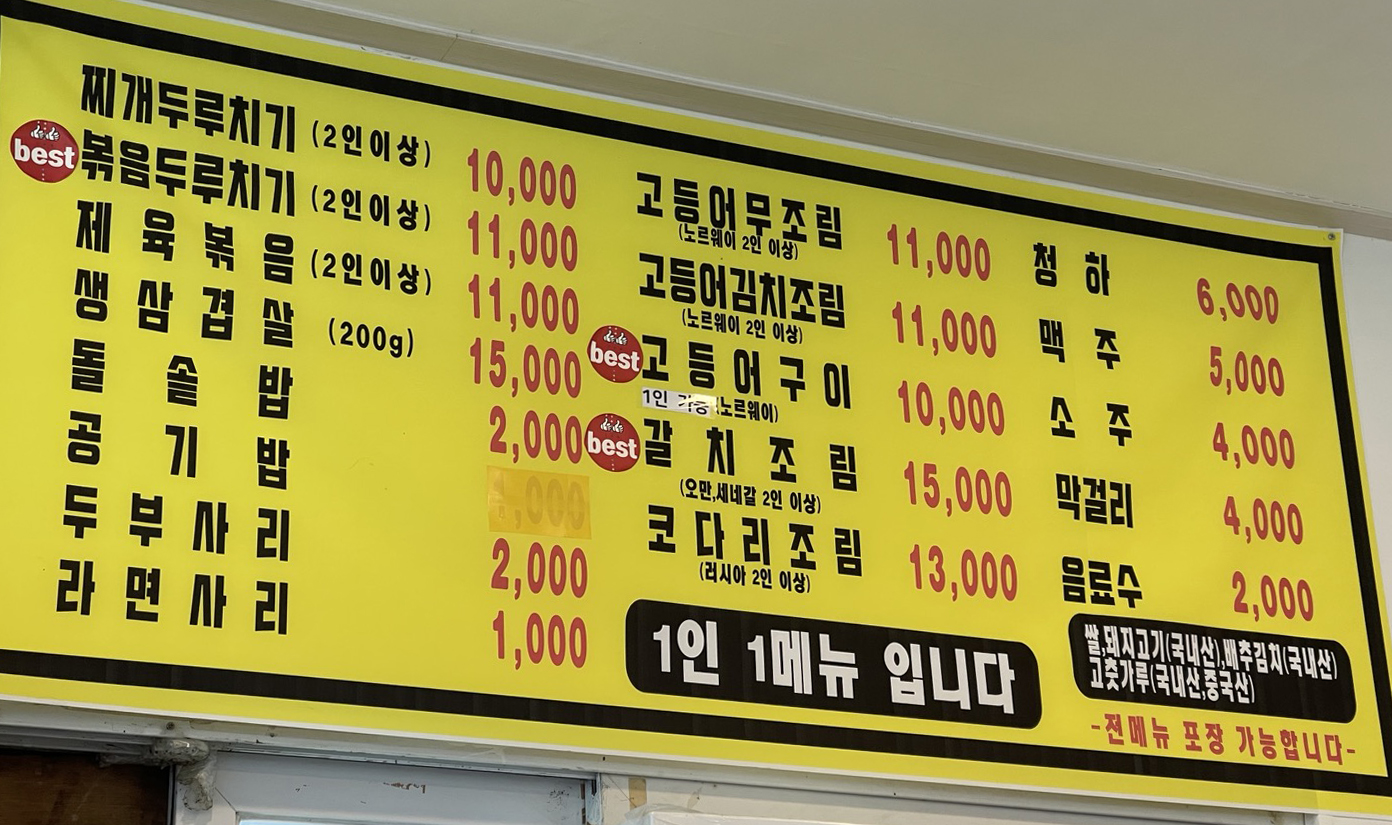 찌개두루치기 (2인이상) 10,000
best 볶음두루치기 (2인이상) 11,000
제육볶음 (2인이상) 11,000
생삼겹살 (200g) 15,000
돌솥밥 2,000
공기밥 1,000
두부사리 2,000
라면사리 1,000
고등어무조림 11,000
(노르웨이 2인 이상)
고등어김치조림 11,000
(노르웨이 2인 이상)
best 고등어구이 10,000
1인 가능 (노르웨이)
best 갈치조림 15,000
(오만,세네갈 2인 이상)
코다리조림 13,000
(러시아 2인 이상)
1인 1메뉴 입니다
청하 6,000
맥주 5,000
소주 4,000
막걸리 4,000
음료수 2,000
쌀,돼지고기(국내산),배추김치(국내산)
고춧가루(국내산,중국산)
-전메뉴 포장 가능합니다-